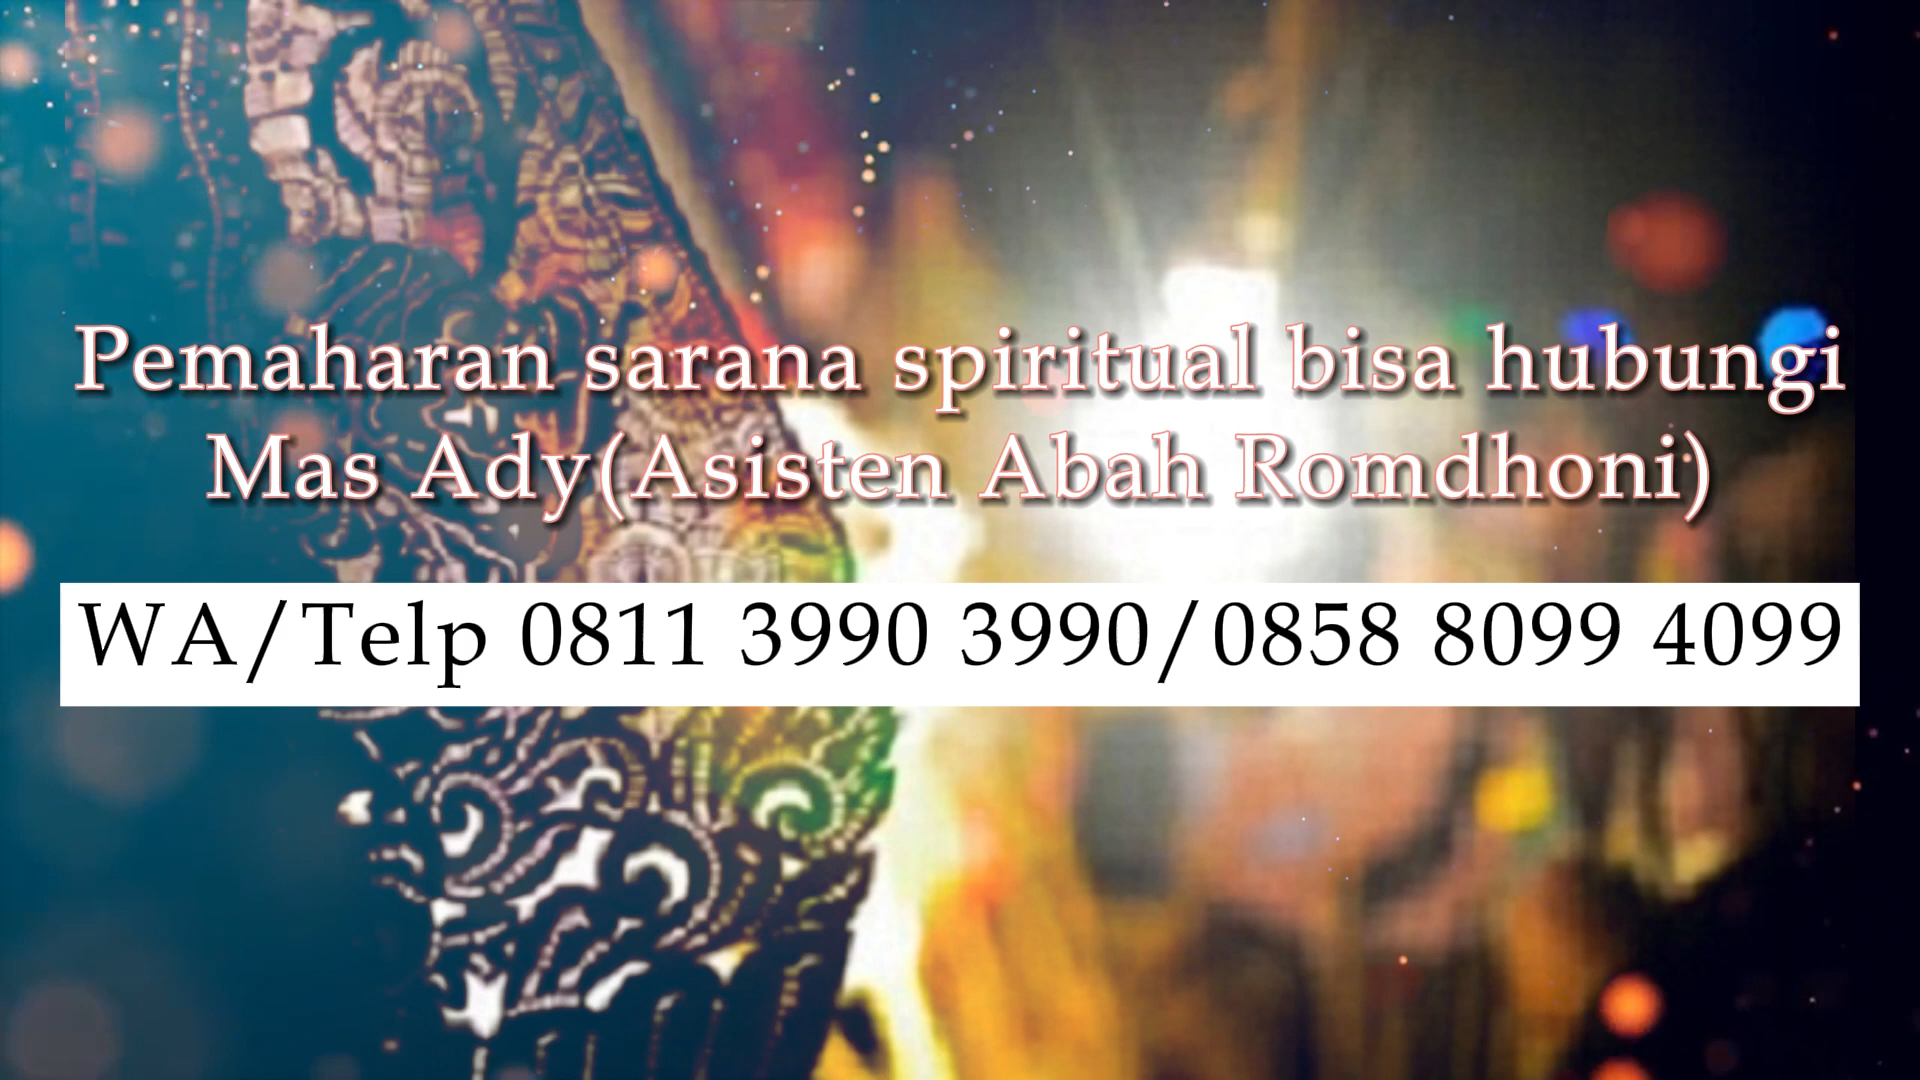 Pemaharan sarana spiritual bisa hubungi
Mas Ady(Asisten Abah Romdhoni)
WA/Telp 0811 3990 3990/0858 8099 4099